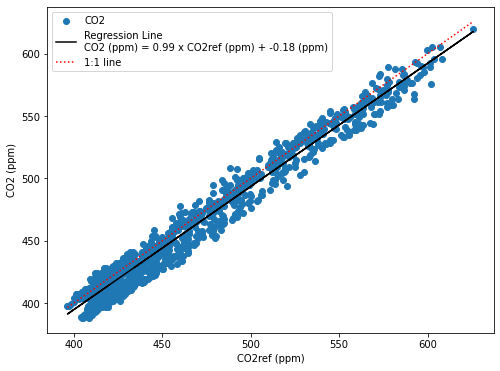 CO2
Regression Line
CO2 (ppm) = 0.99 x CO2ref (ppm) + -0.18 (ppm)
1:1 line
600
550
500
450
400
CO2 (ppm)
400 450 500 550 600
CO2ref (ppm)